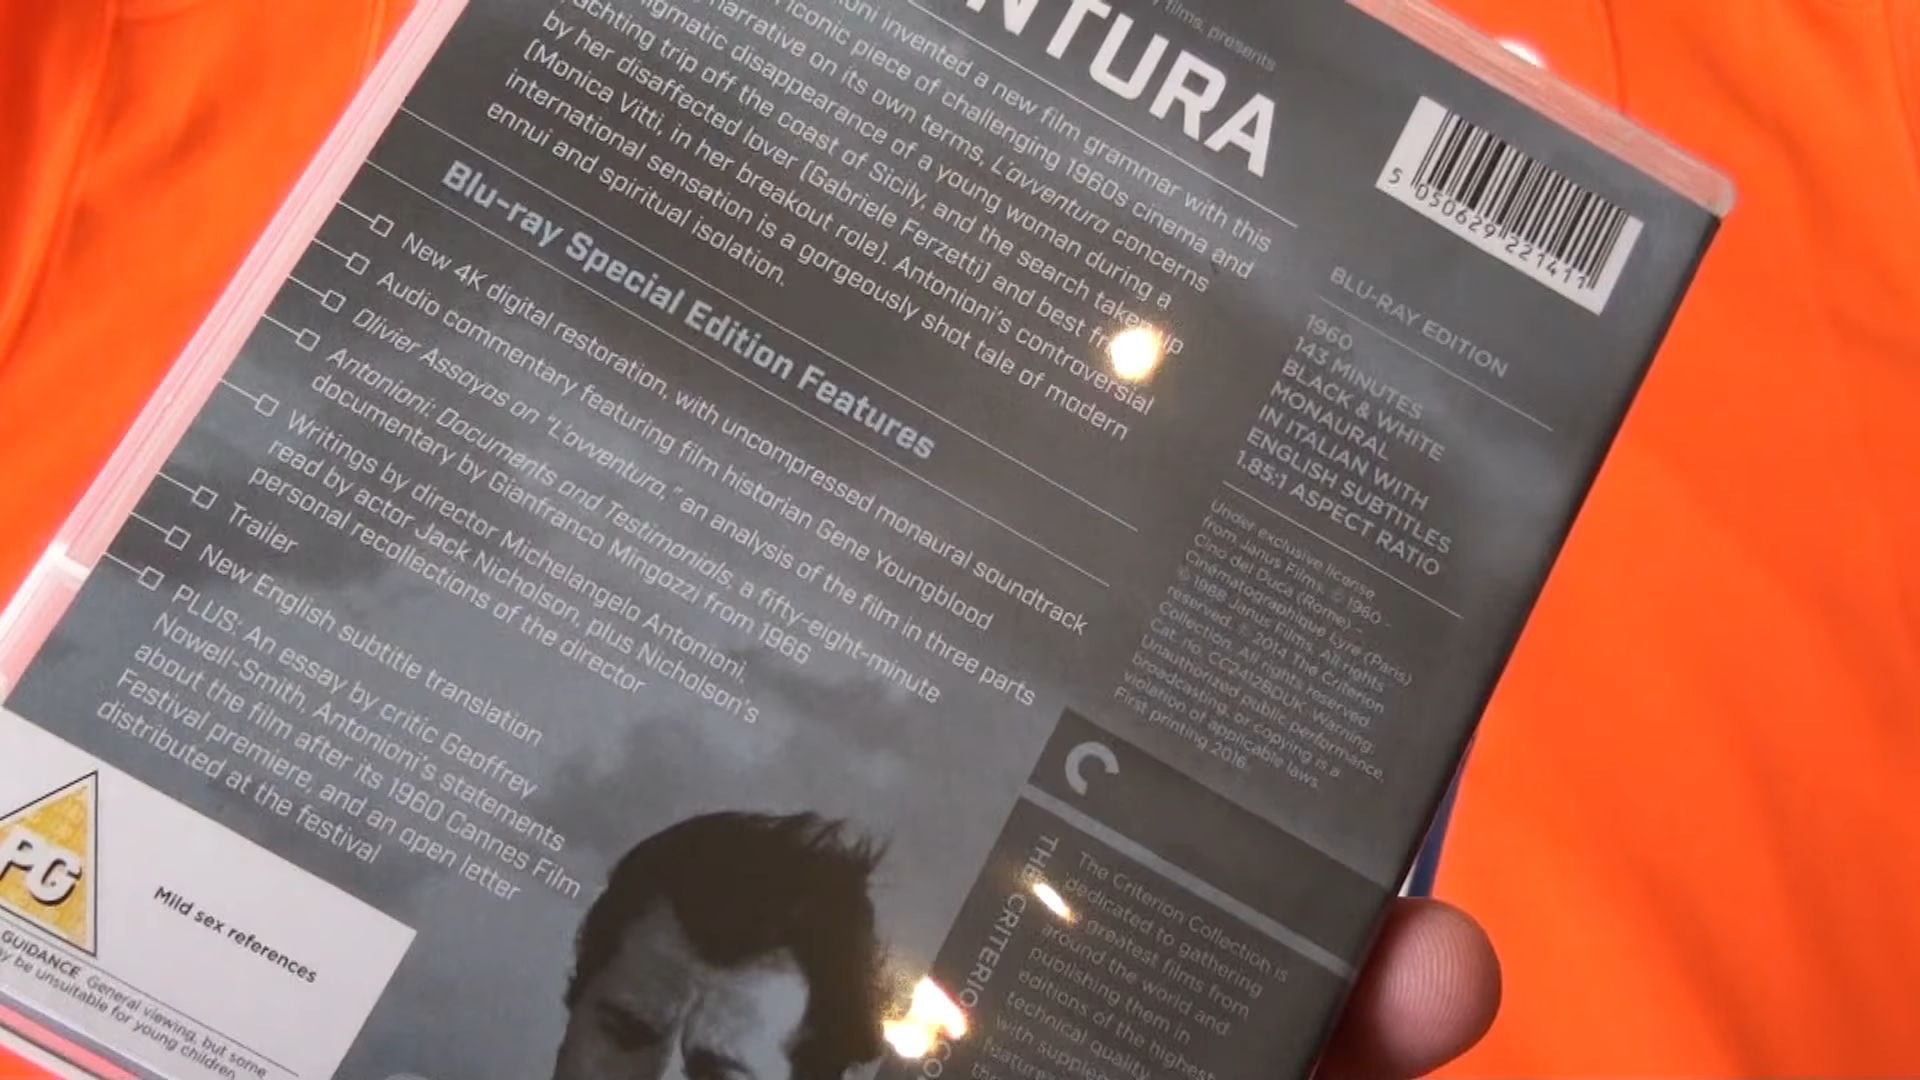 films, presents
NTURA
oni invented a new film grammar with this
iconic piece of challenging 1960s cinema and
narrative on its own terms, L'avventura concerns
nigmatic disappearance of a young woman during a
achting trip off the coast of Sicily, and the search taken up
by her disaffected lover (Gabriele Ferzetti) and best
(Monica Vitti, in her breakout role). Antonioni's controversial
international sensation is a gorgeously shot tale of modern
ennui and spiritual isolation.
Blu-ray Special Edition Features
New 4K digital restoration, with uncompressed monaural soundtrack
Audio commentary featuring film historian Gene Youngblood
Olivier Assayas on "L'avventura," an analysis of the film in three parts
Antonioni: Documents and Testimonials, a fifty-eight-minute
documentary by Gianfranco Mingozzi from 1966
Writings by director Michelangelo Antonioni,
read by actor Jack Nicholson, plus Nicholson's
personal recollections of the director
Trailer
New English subtitle translation
PLUS: An essay by critic Geoffrey
Nowell-Smith, Antonioni's statements
about the film after its 1960 Cannes Film
Festival premiere, and an open letter
distributed at the festival
PG
Mild sex references
GUIDANCE General viewing, but some
may be unsuitable for young children
5 050629 221411
BLU-RAY EDITION
1960
143 MINUTES
BLACK & WHITE
MONAURAL
IN ITALIAN WITH
ENGLISH SUBTITLES
1.85:1 ASPECT RATIO
Under exclusive license
from Janus Films. © 1960 -
Cino del Duca (Rome) -
Cinématographique Lyre (Paris)
© 1988 Janus Films. All rights
reserved. © 2014 The Criterion
Collection. All rights reserved.
Cat. no. CC2412BDUK. Warning:
Unauthorized public performance,
broadcasting, or copying is a
violation of applicable laws.
First printing 2016.
THE CRITERION CO
The Criterion Collection is
dedicated to gathering
greatest films from
around the world and
publishing them in
editions of the highest
technical quality
with supple
feature